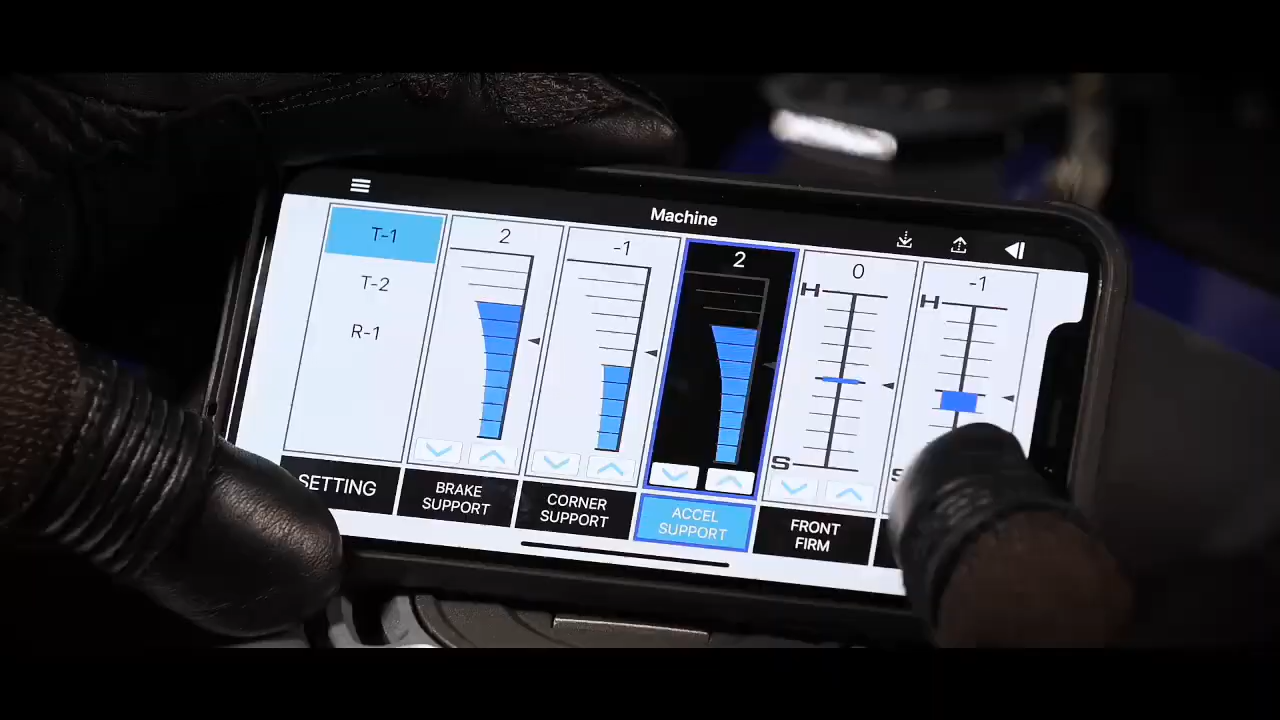 Machine
T-1
T-2
R-1
SETTING
2
BRAKE
SUPPORT
-1
CORNER
SUPPORT
2
ACCEL
SUPPORT
0
H
S
FRONT
FIRM
-1
H
S